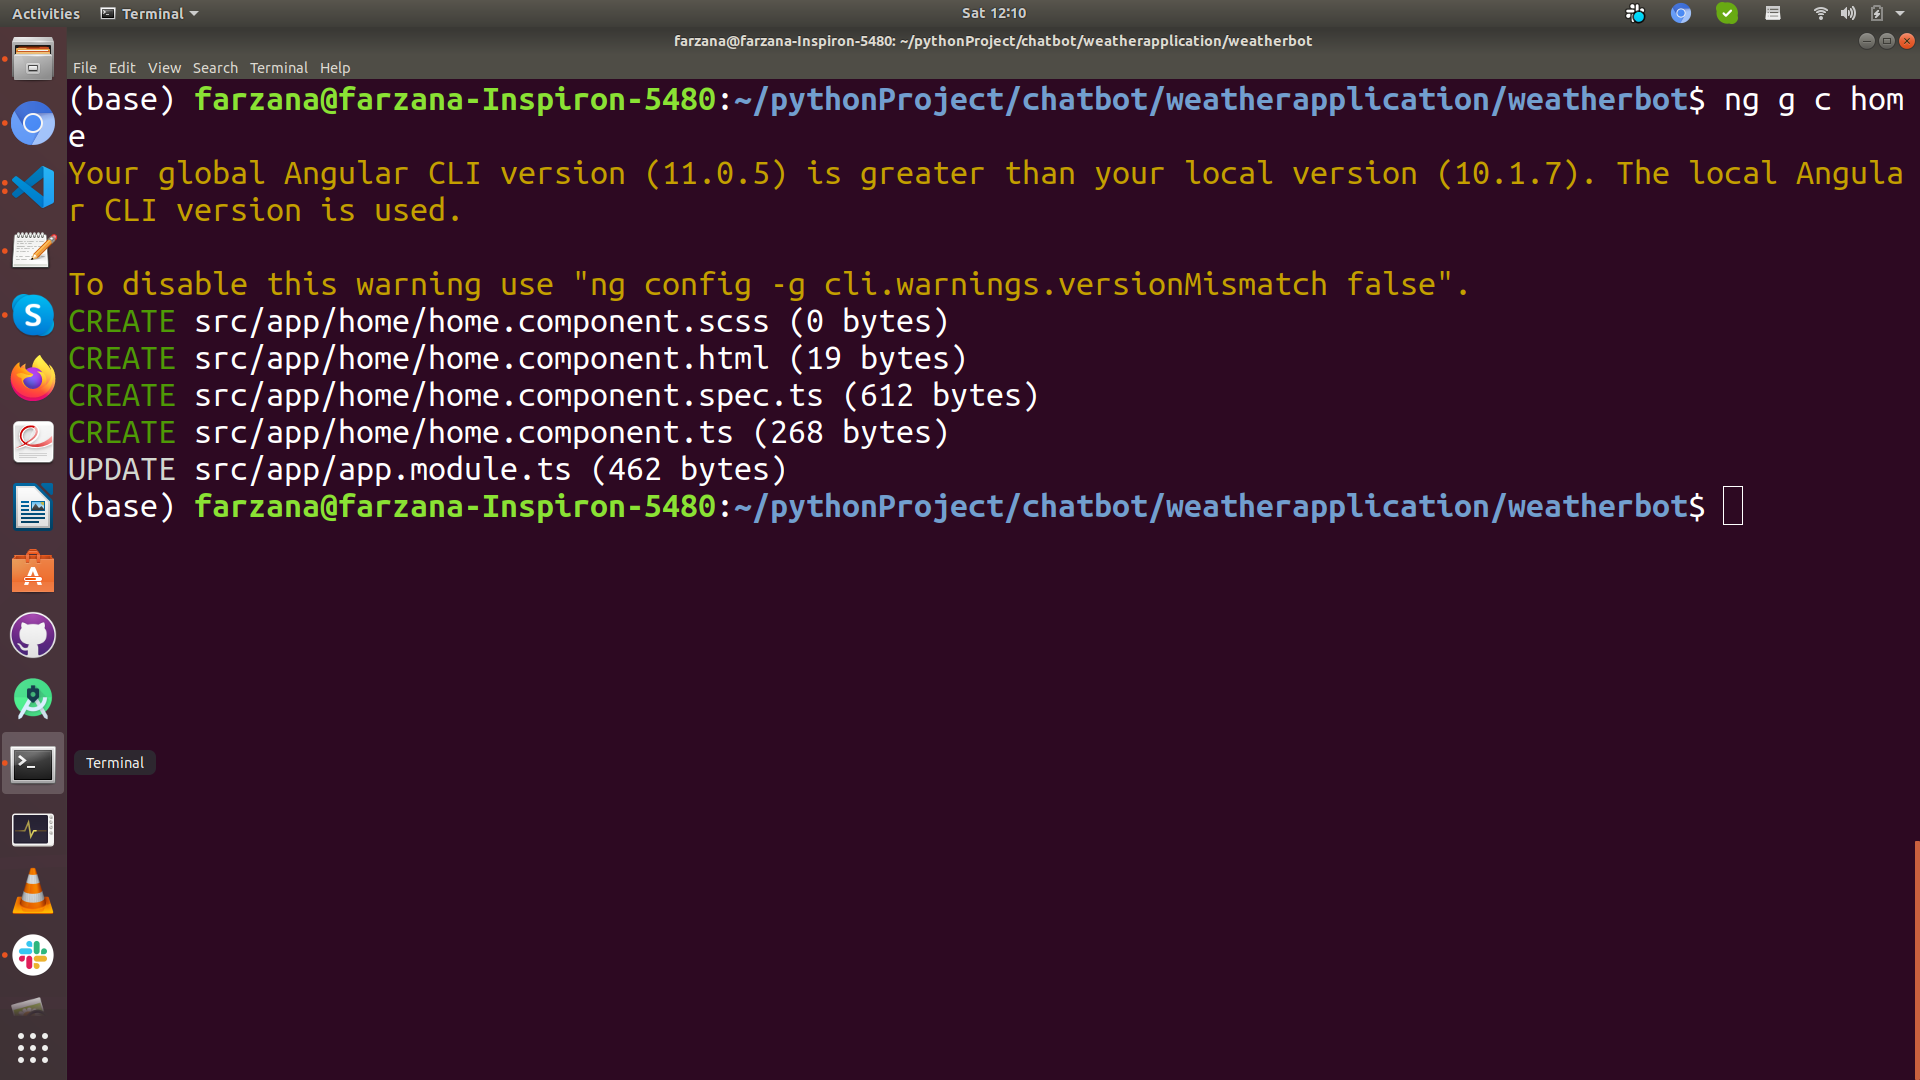 Activities Terminal Sat 12:10
farzana@farzana-Inspiron-5480: ~/pythonProject/chatbot/weatherapplication/weatherbot
File Edit View Search Terminal Help
(base) farzana@farzana-Inspiron-5480:~/pythonProject/chatbot/weatherapplication/weatherbot$ ng g c hom
e
Your global Angular CLI version (11.0.5) is greater than your local version (10.1.7). The local Angula
r CLI version is used.
To disable this warning use "ng config -g cli.warnings.versionMismatch false".
CREATE src/app/home/home.component.scss (0 bytes)
CREATE src/app/home/home.component.html (19 bytes)
CREATE src/app/home/home.component.spec.ts (612 bytes)
CREATE src/app/home/home.component.ts (268 bytes)
UPDATE src/app/app.module.ts (462 bytes)
(base) farzana@farzana-Inspiron-5480:~/pythonProject/chatbot/weatherapplication/weatherbot$
Terminal